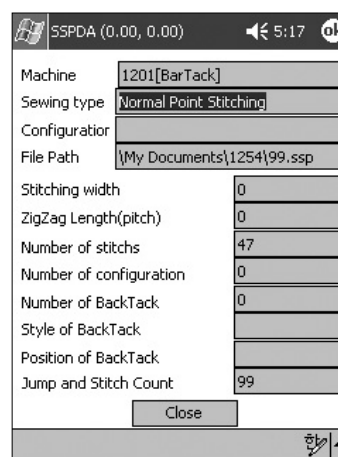 SSPDA (0.00, 0.00) 5:17 ok
Machine 1201[BarTack]
Sewing type Normal Point Stitching
Configuration
File Path \My Documents\1254\99.ssp
Stitching width 0
ZigZag Length(pitch) 0
Number of stitchs 47
Number of configuration 0
Number of BackTack 0
Style of BackTack
Position of BackTack
Jump and Stitch Count 99
Close
한